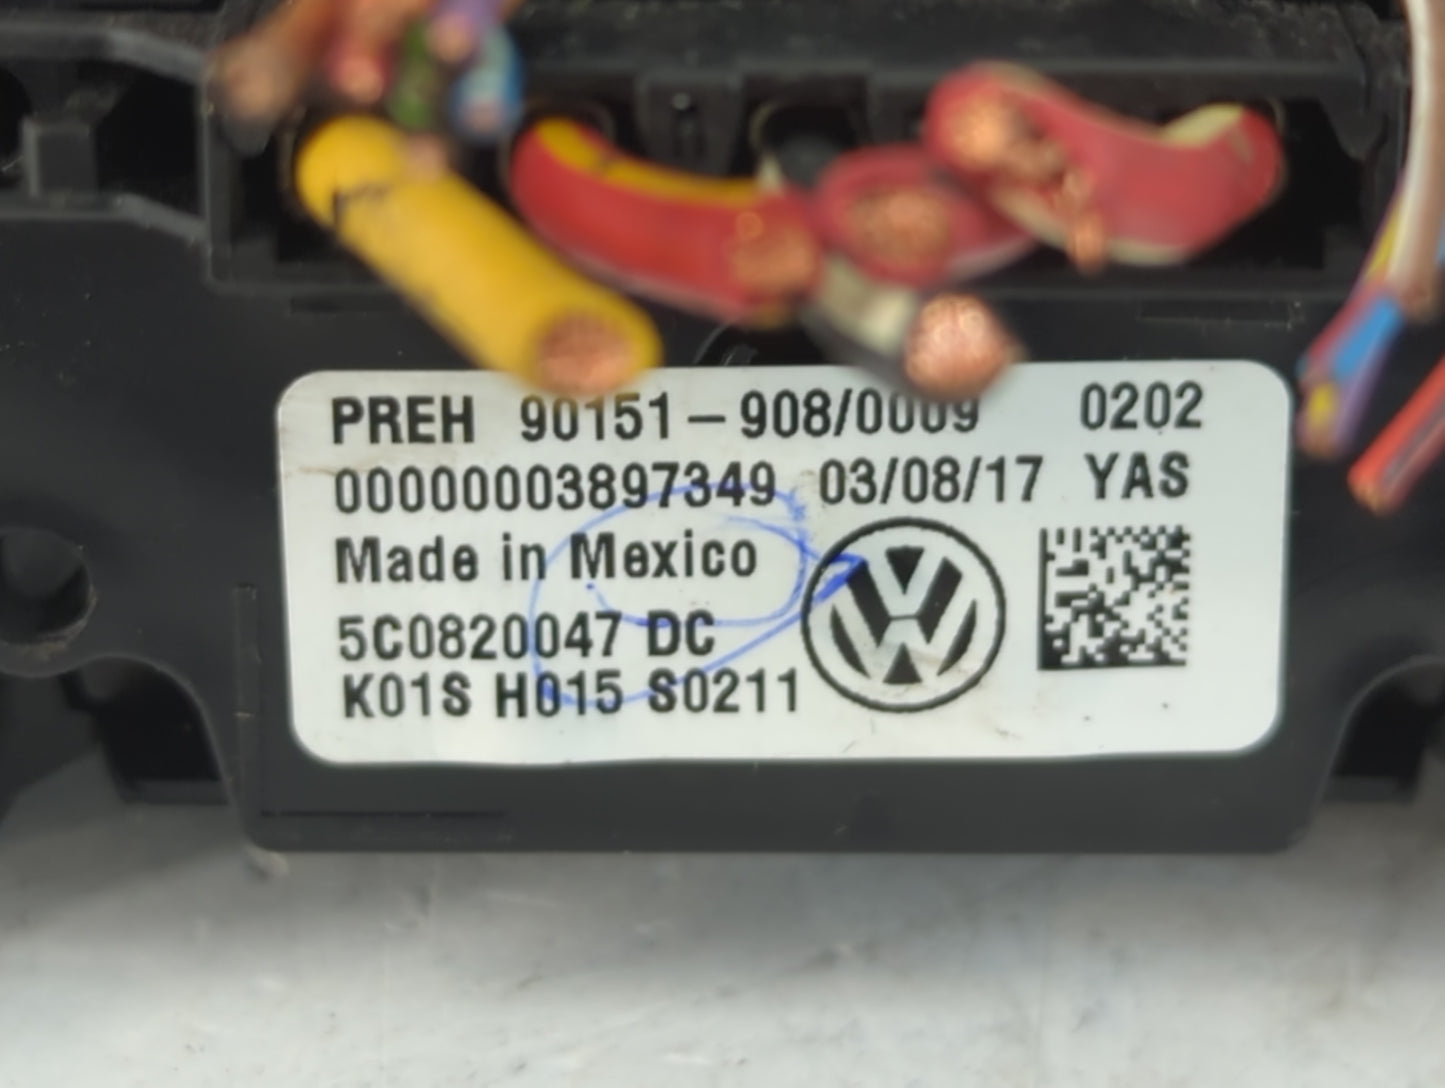 PREH 90151-908/0009 0202
00000003897349 03/08/17 YAS
Made in Mexico
5C0820047 DC
K01S H015 S0211